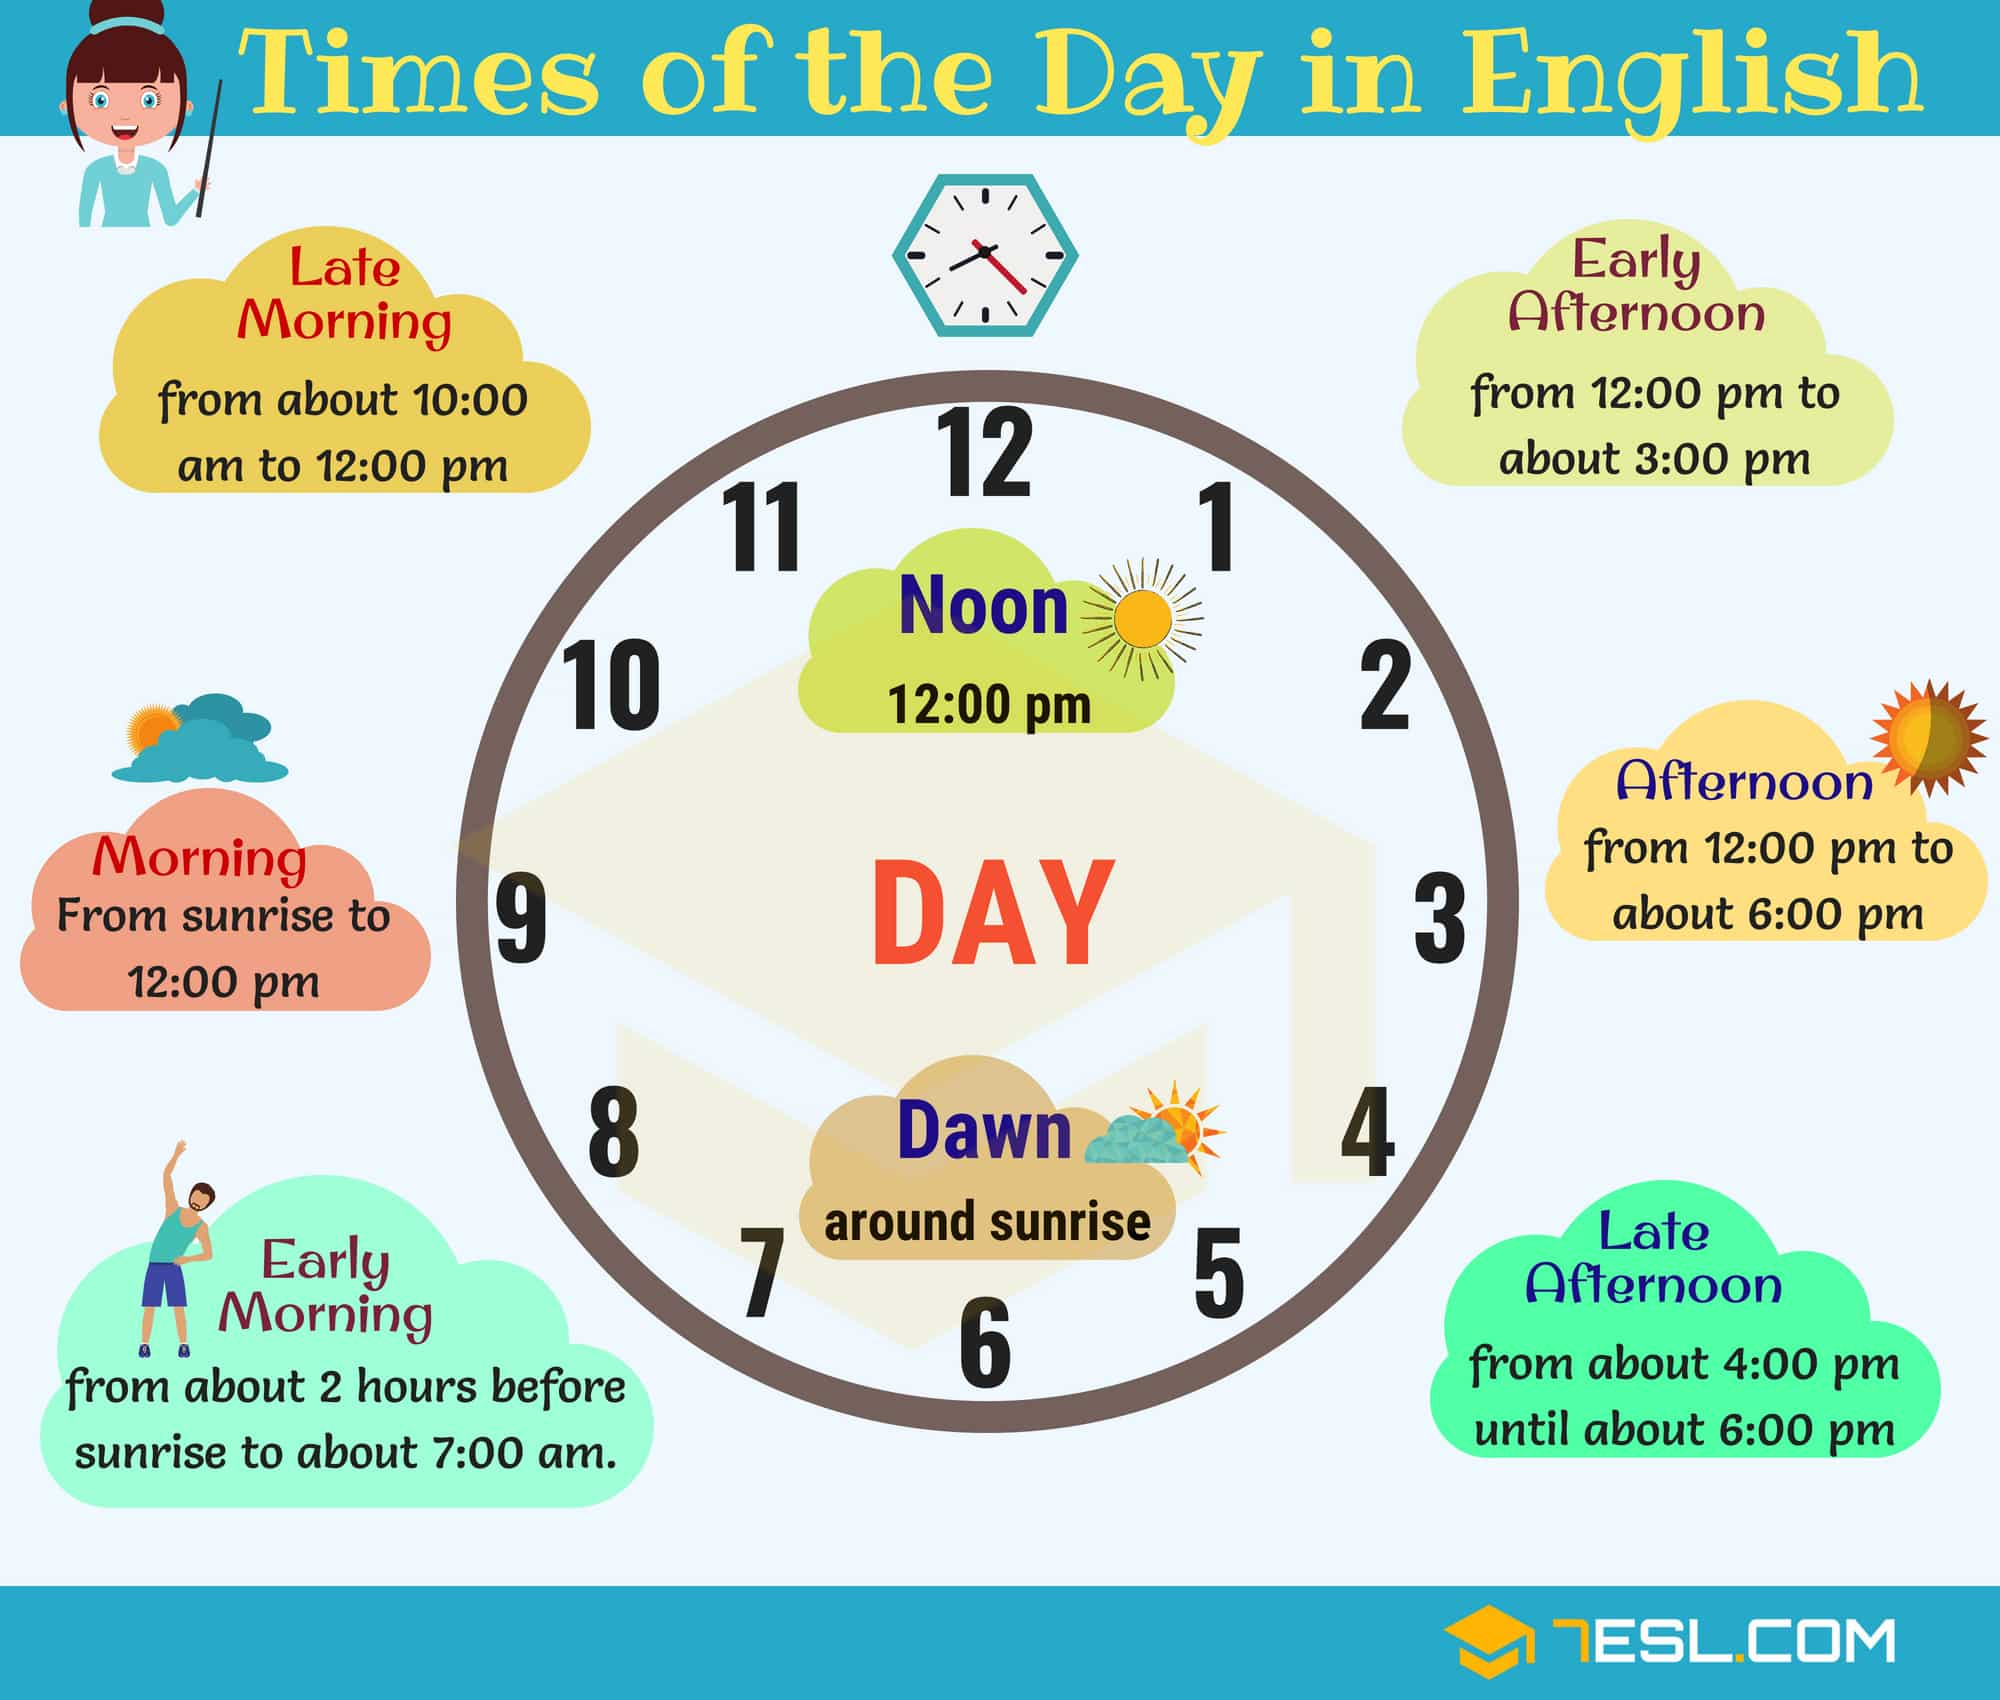 Times of the Day in English
Late
Morning
from about 10:00
am to 12:00 pm
Early
Afternoon
from 12:00 pm to
about 3:00 pm
12
11
1
Noon
12:00 pm
10
2
Morning
From sunrise to
12:00 pm
Afternoon
from 12:00 pm to
about 6:00 pm
9
DAY
3
8
Dawn
around sunrise
4
7
5
6
Early
Morning
from about 2 hours before
sunrise to about 7:00 am.
Late
Afternoon
from about 4:00 pm
until about 6:00 pm
7ESL.COM